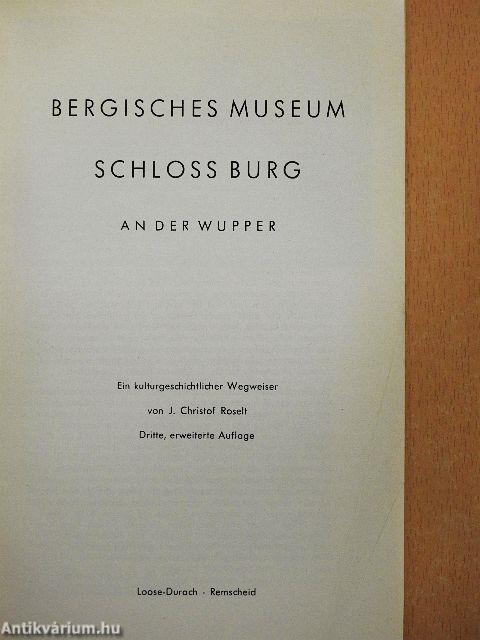 BERGISCHES MUSEUM
SCHLOSS BURG
AN DER WUPPER
Ein kulturgeschichtlicher Wegweiser
von J. Christof Roselt
Dritte, erweiterte Auflage
Loose-Durach · Remscheid
Antikvárium.hu